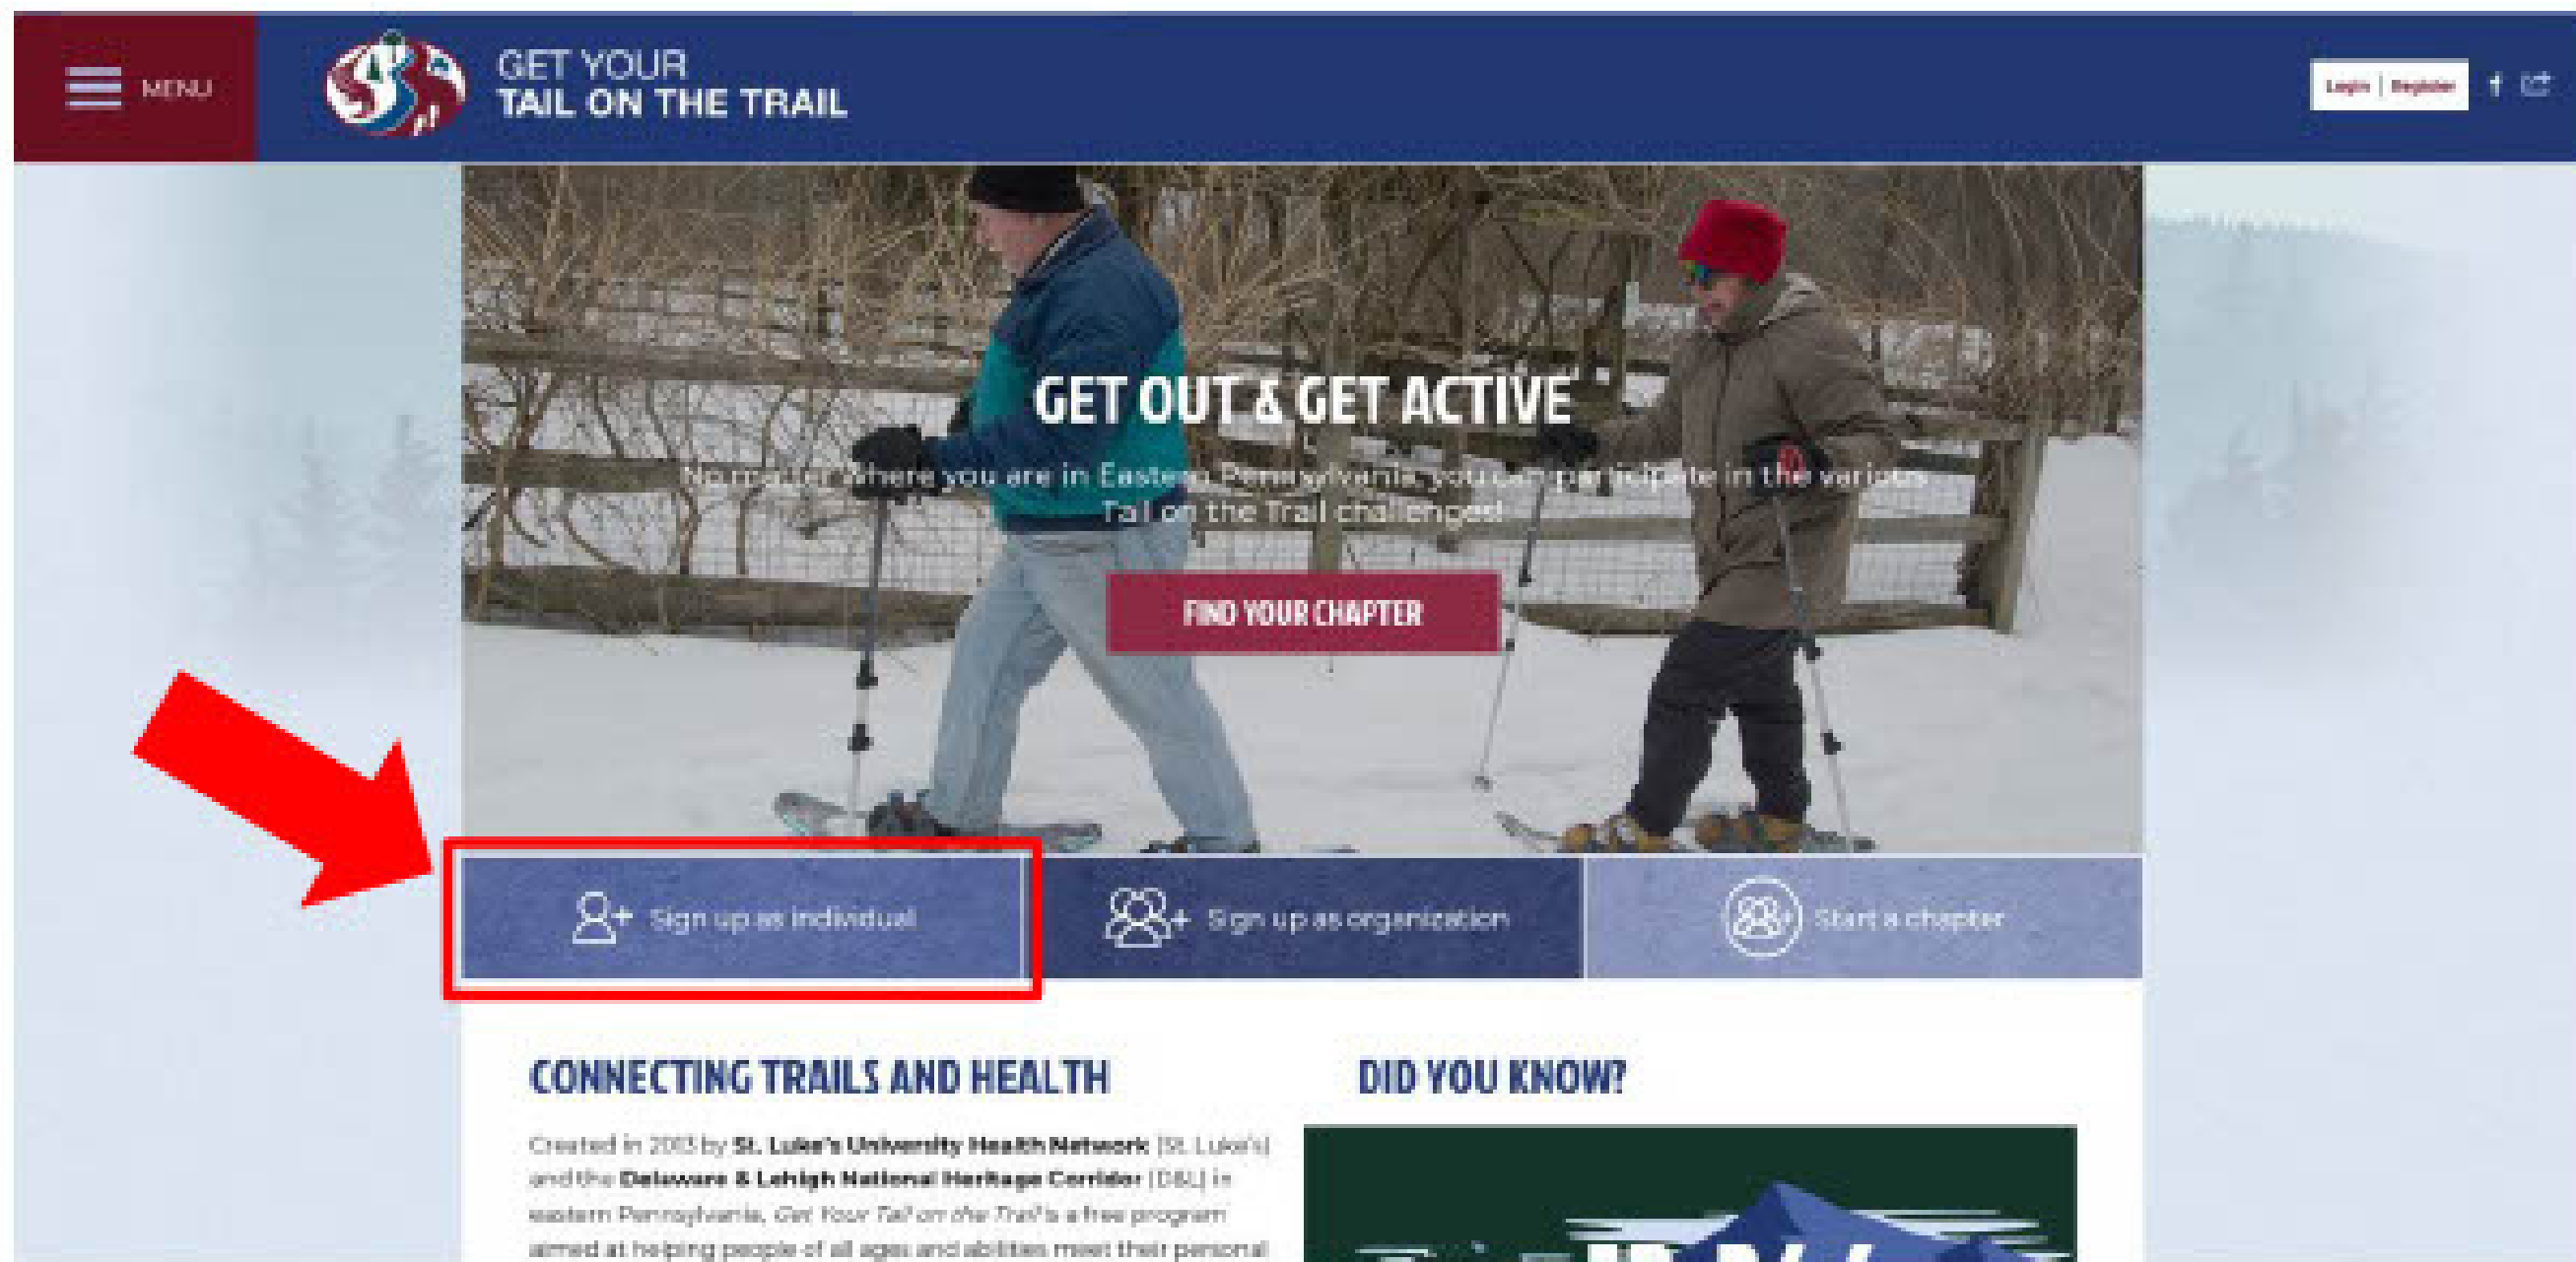 MENU
GET YOUR
TAIL ON THE TRAIL
Login | Register
GET OUT & GET ACTIVE
No matter where you are in Eastern Pennsylvania, you can participate in the various
Tail on the Trail challenges!
FIND YOUR CHAPTER
Sign up as individual
Sign up as organization
Start a chapter
CONNECTING TRAILS AND HEALTH
Created in 2013 by St. Luke's University Health Network (St. Luke's)
and the Delaware & Lehigh National Heritage Corridor (D&L) in
eastern Pennsylvania, Get Your Tail on the Trail is a free program
aimed at helping people of all ages and abilities meet their personal
DID YOU KNOW?